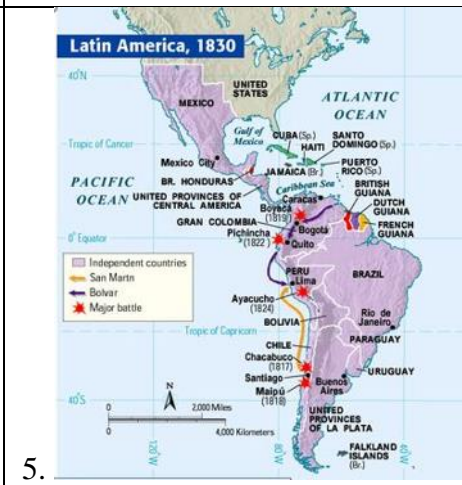 Latin America, 1830
40°N
UNITED
STATES
MEXICO
ATLANTIC
OCEAN
Gulf of
Mexico
CUBA (Sp.)
SANTO
DOMINGO (Sp.)
HAITI
Tropic of Cancer
Mexico City
JAMAICA (Br.)
PUERTO
RICO (Sp.)
BR. HONDURAS
Caribbean Sea
PACIFIC
OCEAN
UNITED PROVINCES OF
CENTRAL AMERICA
Caracas
BRITISH
GUIANA
Boyacá
(1819)
DUTCH
GUIANA
GRAN COLOMBIA
Bogotá
FRENCH
GUIANA
Pichincha
(1822)
0° Equator
Quito
Independent countries
San Martn
Bolvar
Major battle
PERU
Lima
BRAZIL
Ayacucho
(1824)
BOLIVIA
Rio de
Janeiro
Tropic of Capricorn
PARAGUAY
CHILE
Chacabuco
(1817)
URUGUAY
Santiago
Buenos
Aires
Maipú
(1818)
40°S
N
0
2,000 Miles
0
4,000 Kilometers
UNITED
PROVINCES
OF LA PLATA
FALKLAND
ISLANDS
(Br.)
120°W
80°W
40°W
5.